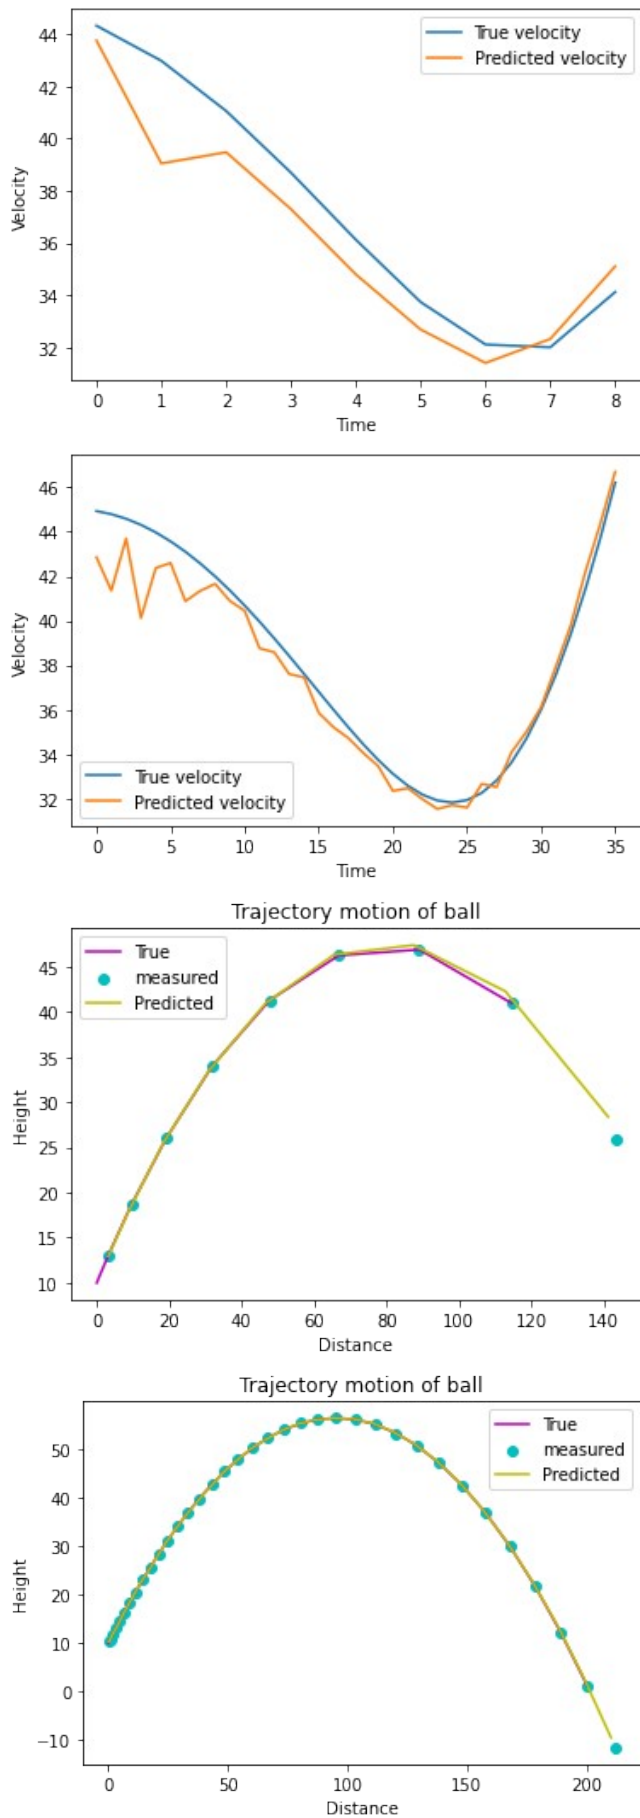 44
42
40
38
36
34
32
Velocity
True velocity
Predicted velocity
0 1 2 3 4 5 6 7 8
Time
46
44
42
40
38
36
34
32
Velocity
True velocity
Predicted velocity
0 5 10 15 20 25 30 35
Time
Trajectory motion of ball
45
40
35
30
25
20
15
10
Height
True
measured
Predicted
0 20 40 60 80 100 120 140
Distance
Trajectory motion of ball
50
40
30
20
10
0
−10
Height
True
measured
Predicted
0 50 100 150 200
Distance